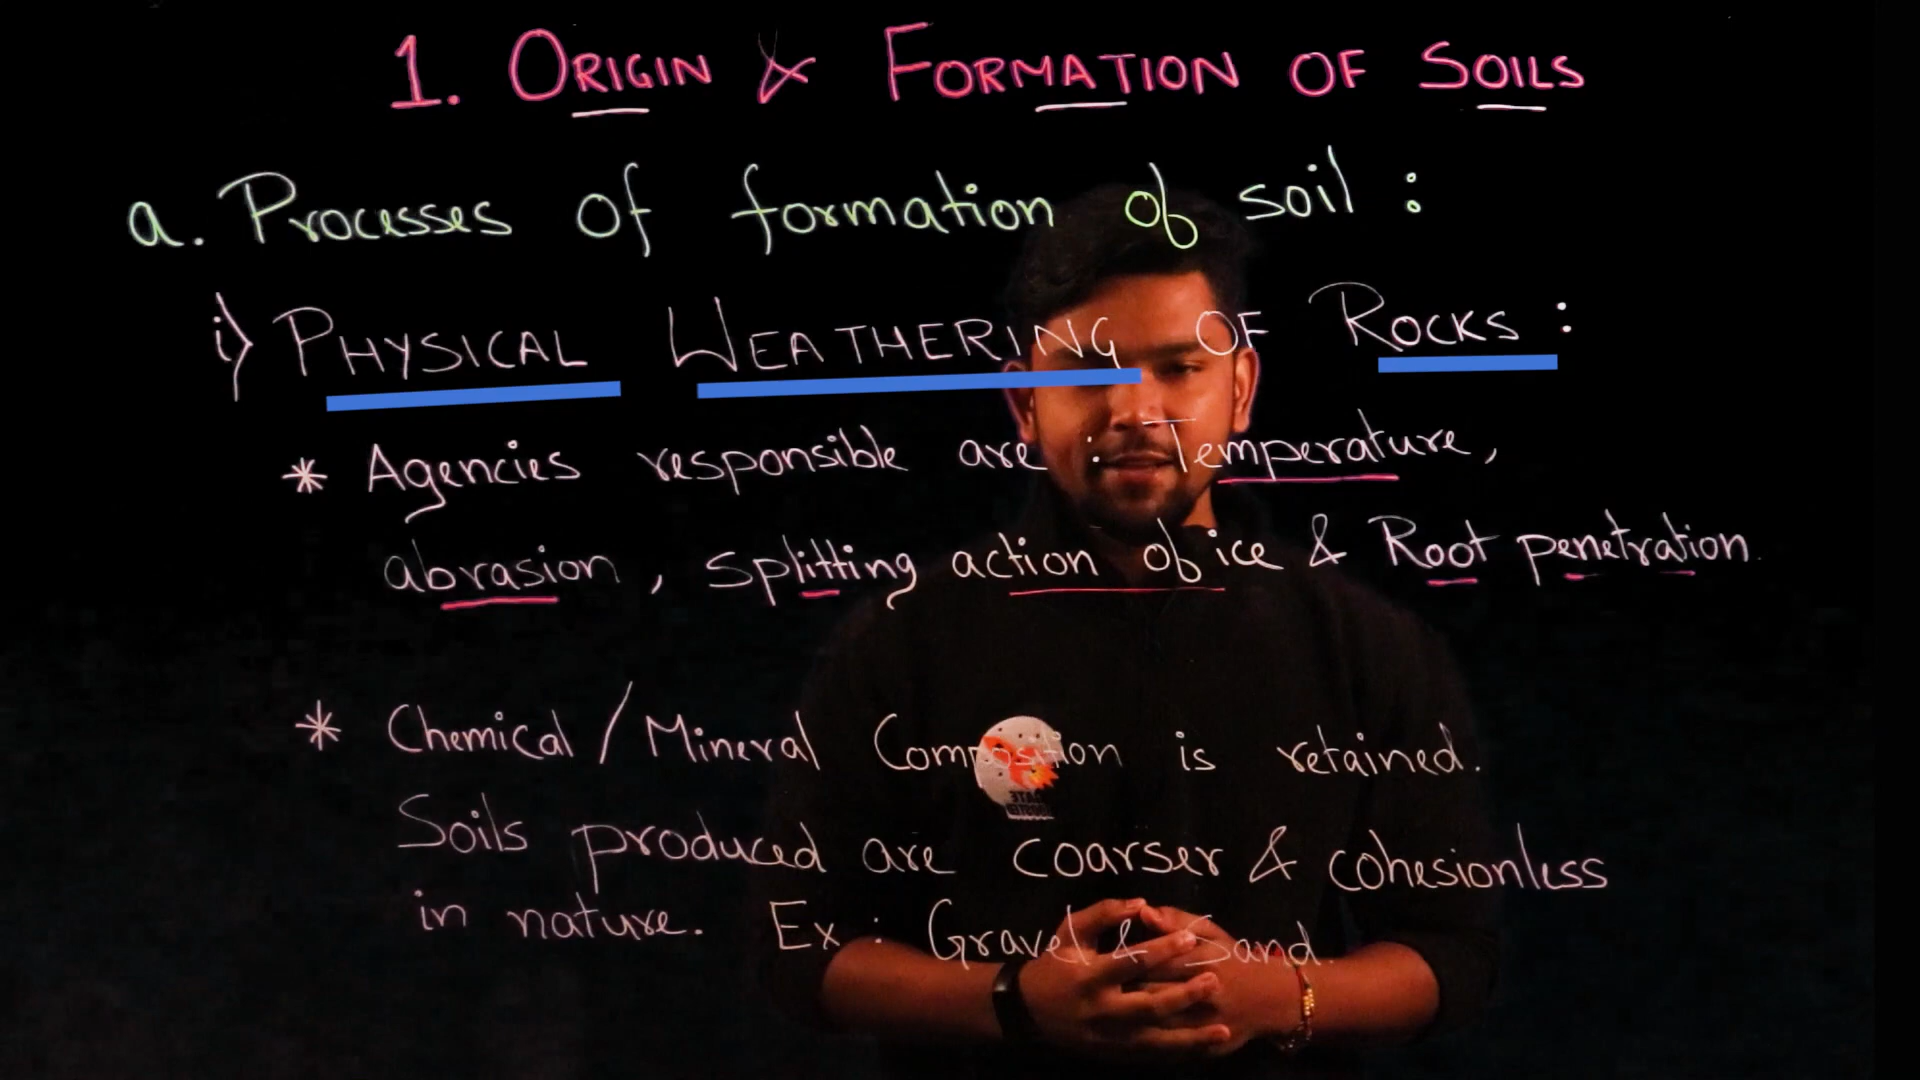 1. ORIGIN & FORMATION OF SOILS
a. Processes of formation of soil :
i) PHYSICAL WEATHERING OF ROCKS :
* Agencies responsible are : Temperature,
abrasion, splitting action of ice & Root penetration.
* Chemical / Mineral Composition is retained.
Soils produced are coarser & cohesionless
in nature. Ex : Gravel & Sand.
GATE